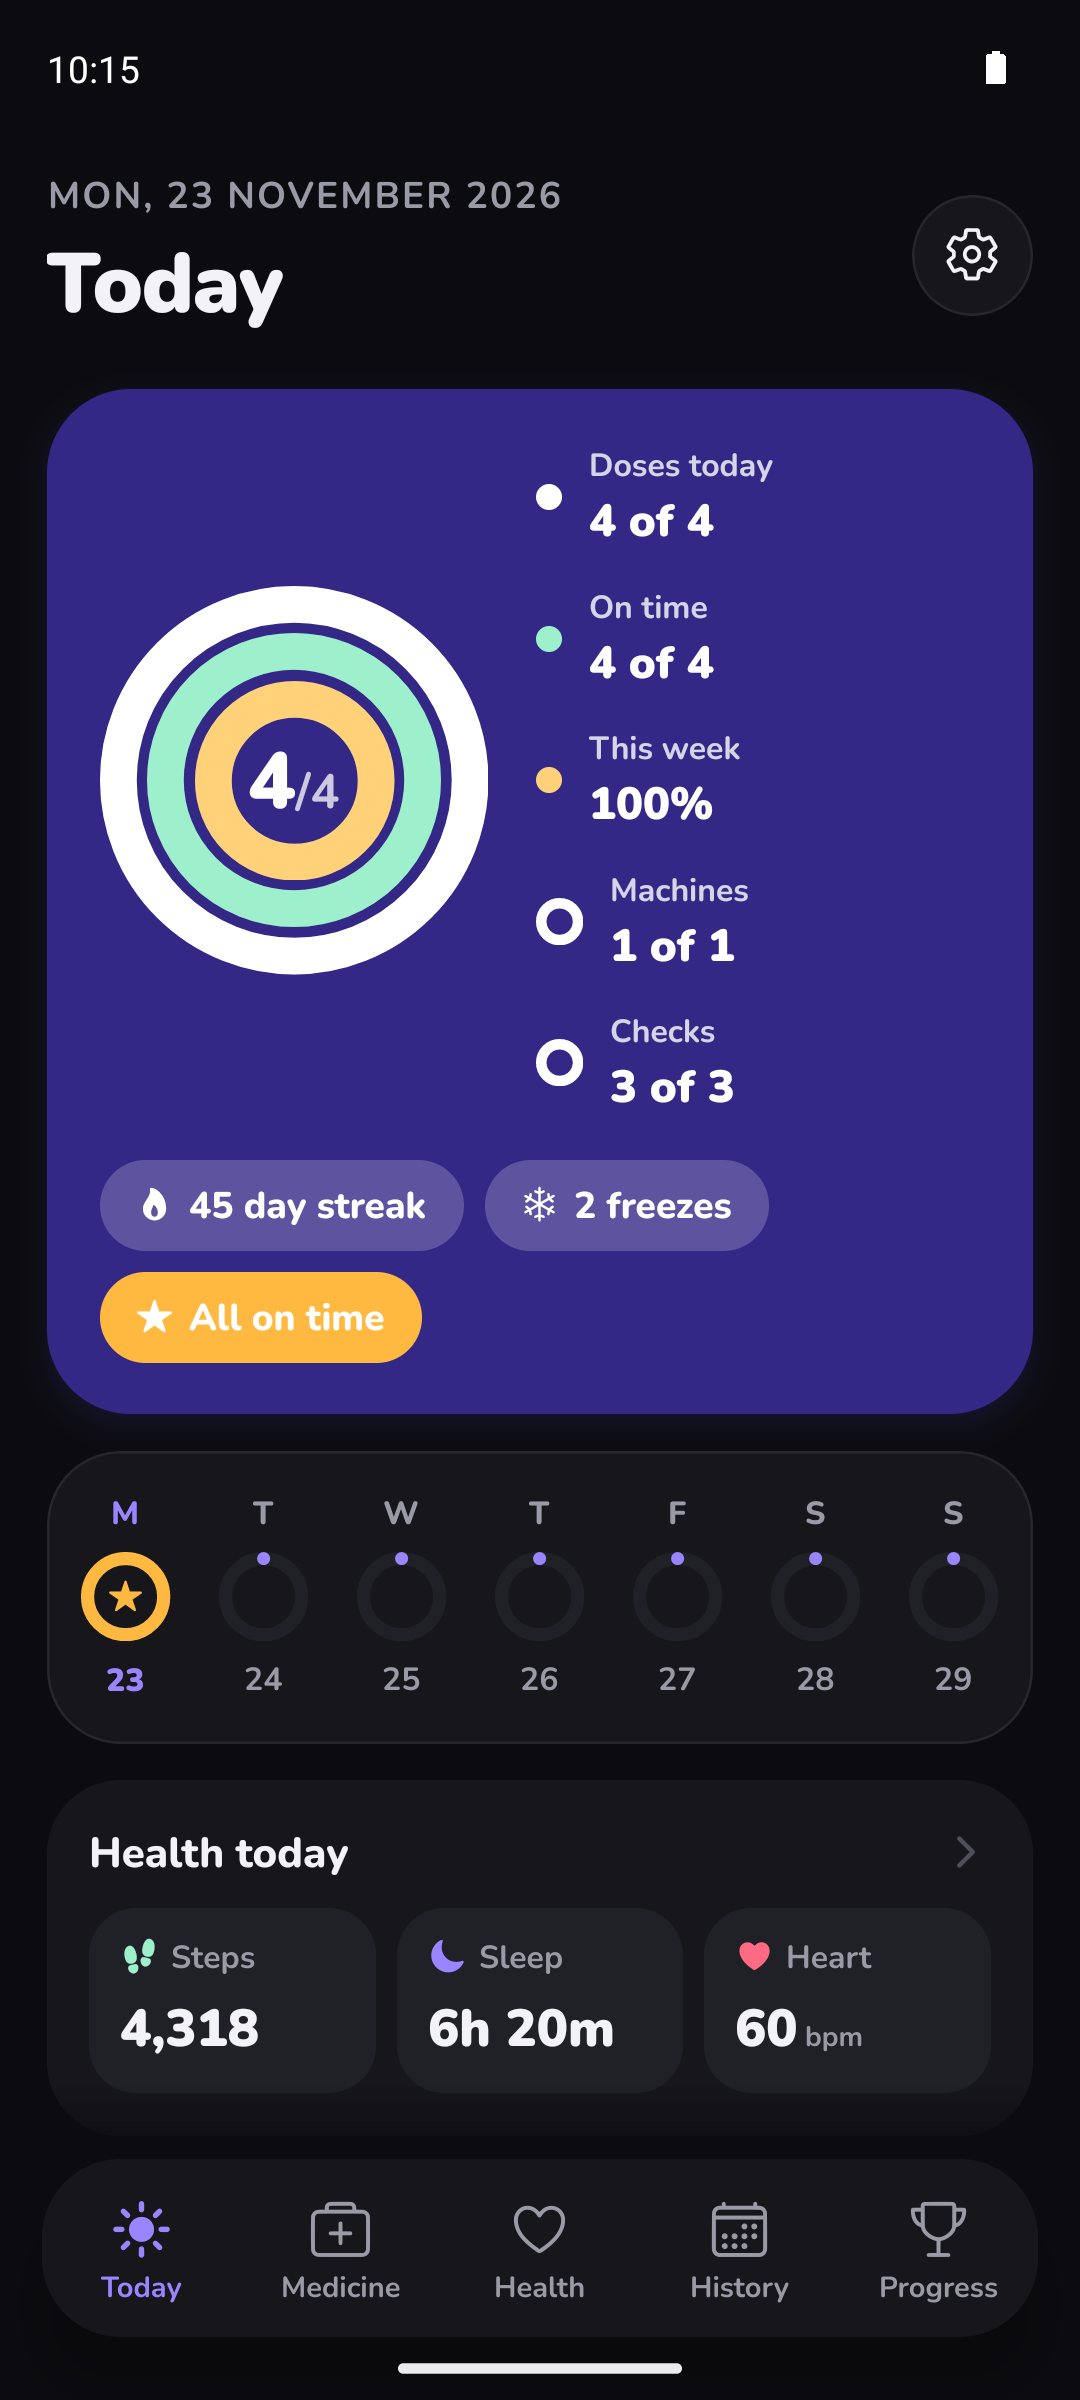 10:15
MON, 23 NOVEMBER 2026
Today
Doses today
4 of 4
On time
4 of 4
This week
100%
Machines
1 of 1
Checks
3 of 3
4/4
45 day streak
2 freezes
All on time
M T W T F S S
23 24 25 26 27 28 29
Health today
Steps
4,318
Sleep
6h 20m
Heart
60 bpm
Today Medicine Health History Progress